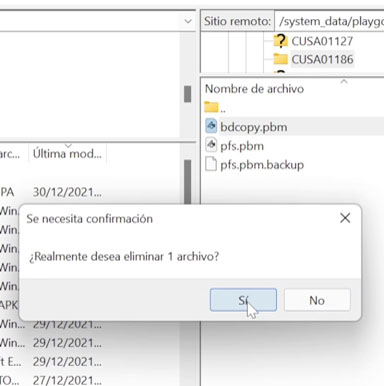 Sitio remoto: /system_data/playgo
CUSA01127
CUSA01186
Nombre de archivo
..
bdcopy.pbm
pfs.pbm
pfs.pbm.backup
arc... Última mod...
PA 30/12/2021...
Win.
Win.
Win.
Win.
Win.
Se necesita confirmación
¿Realmente desea eliminar 1 archivo?
Sí No
APK
Win... 29/12/2021...
Win... 29/12/2021...
t E... 29/12/2021...
TO... 27/12/2021...